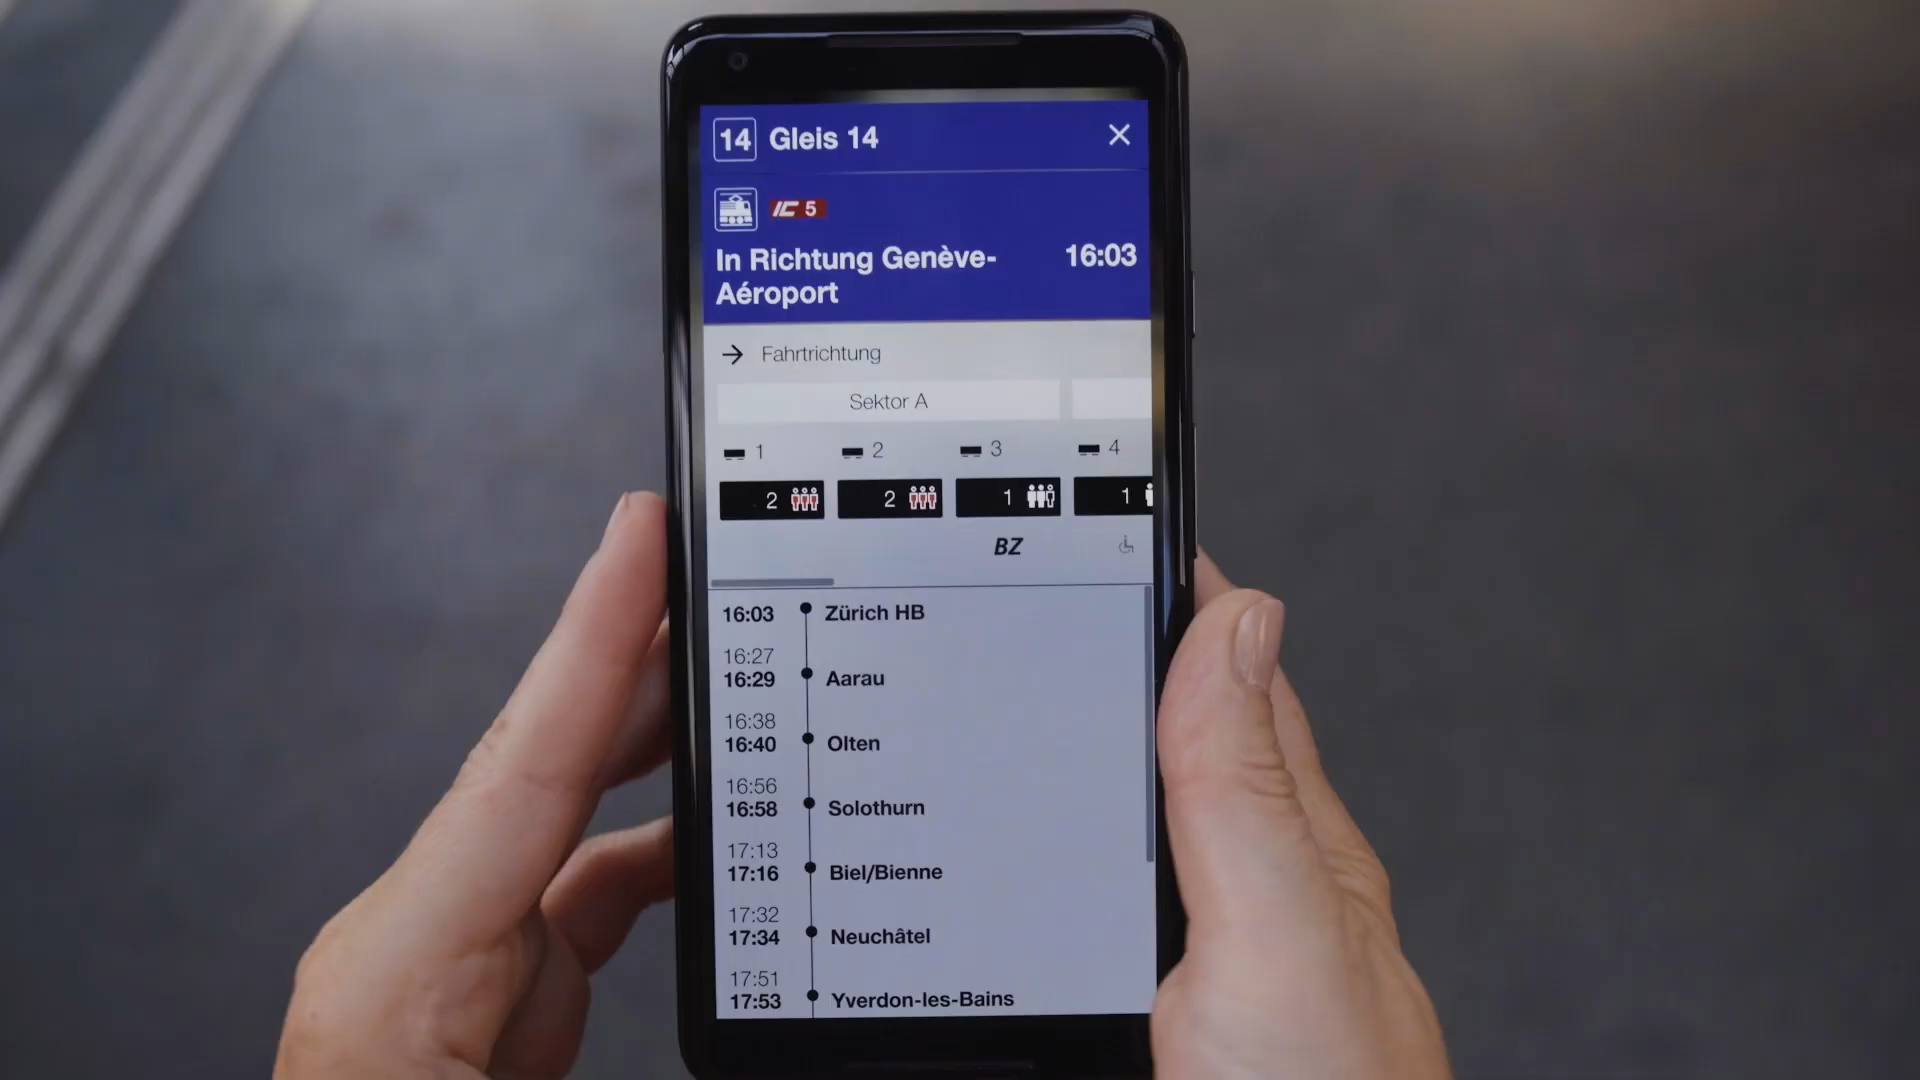 14 Gleis 14
IC 5
In Richtung Genève-
Aéroport
16:03
Fahrtrichtung
Sektor A
1 2 3 4
2 2 1 1
BZ
16:03 Zürich HB
16:27
16:29 Aarau
16:38
16:40 Olten
16:56
16:58 Solothurn
17:13
17:16 Biel/Bienne
17:32
17:34 Neuchâtel
17:51
17:53 Yverdon-les-Bains